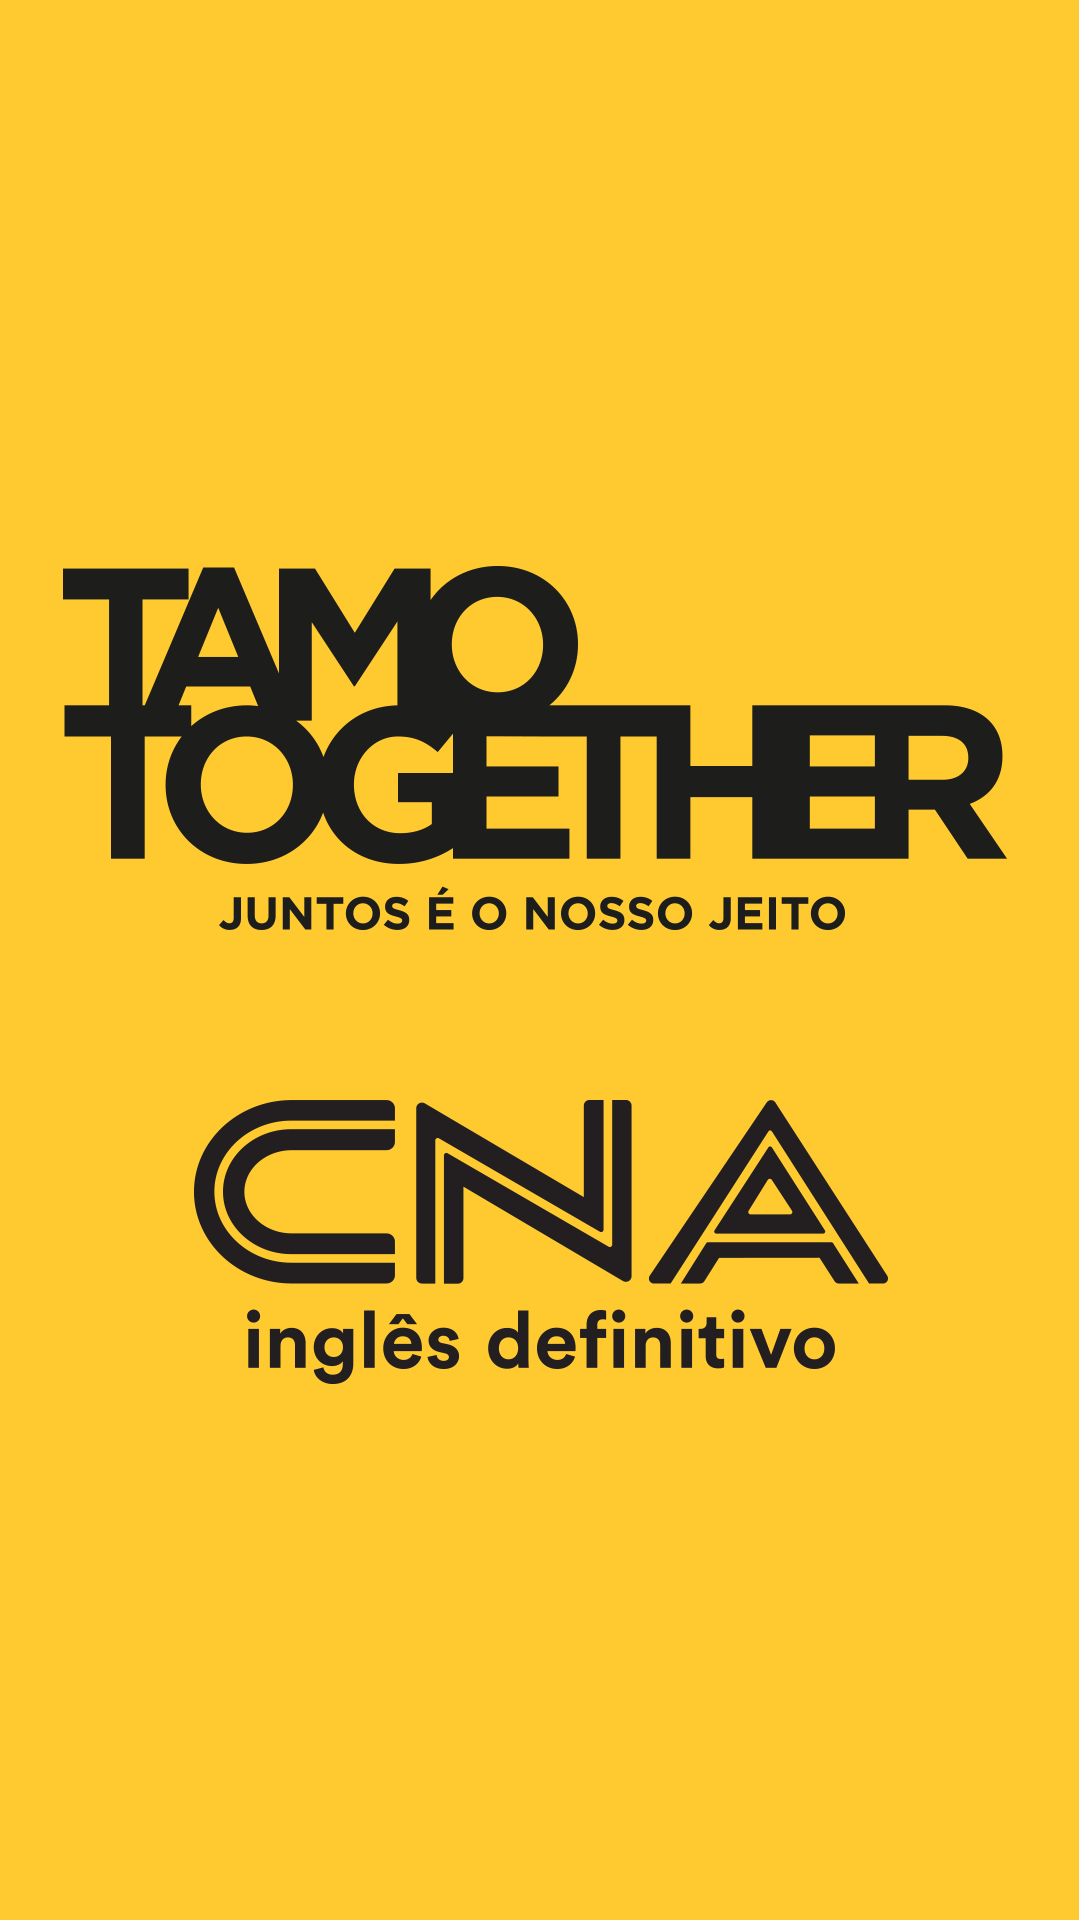 TAMO
TOGETHER
JUNTOS É O NOSSO JEITO
CNA
inglês definitivo